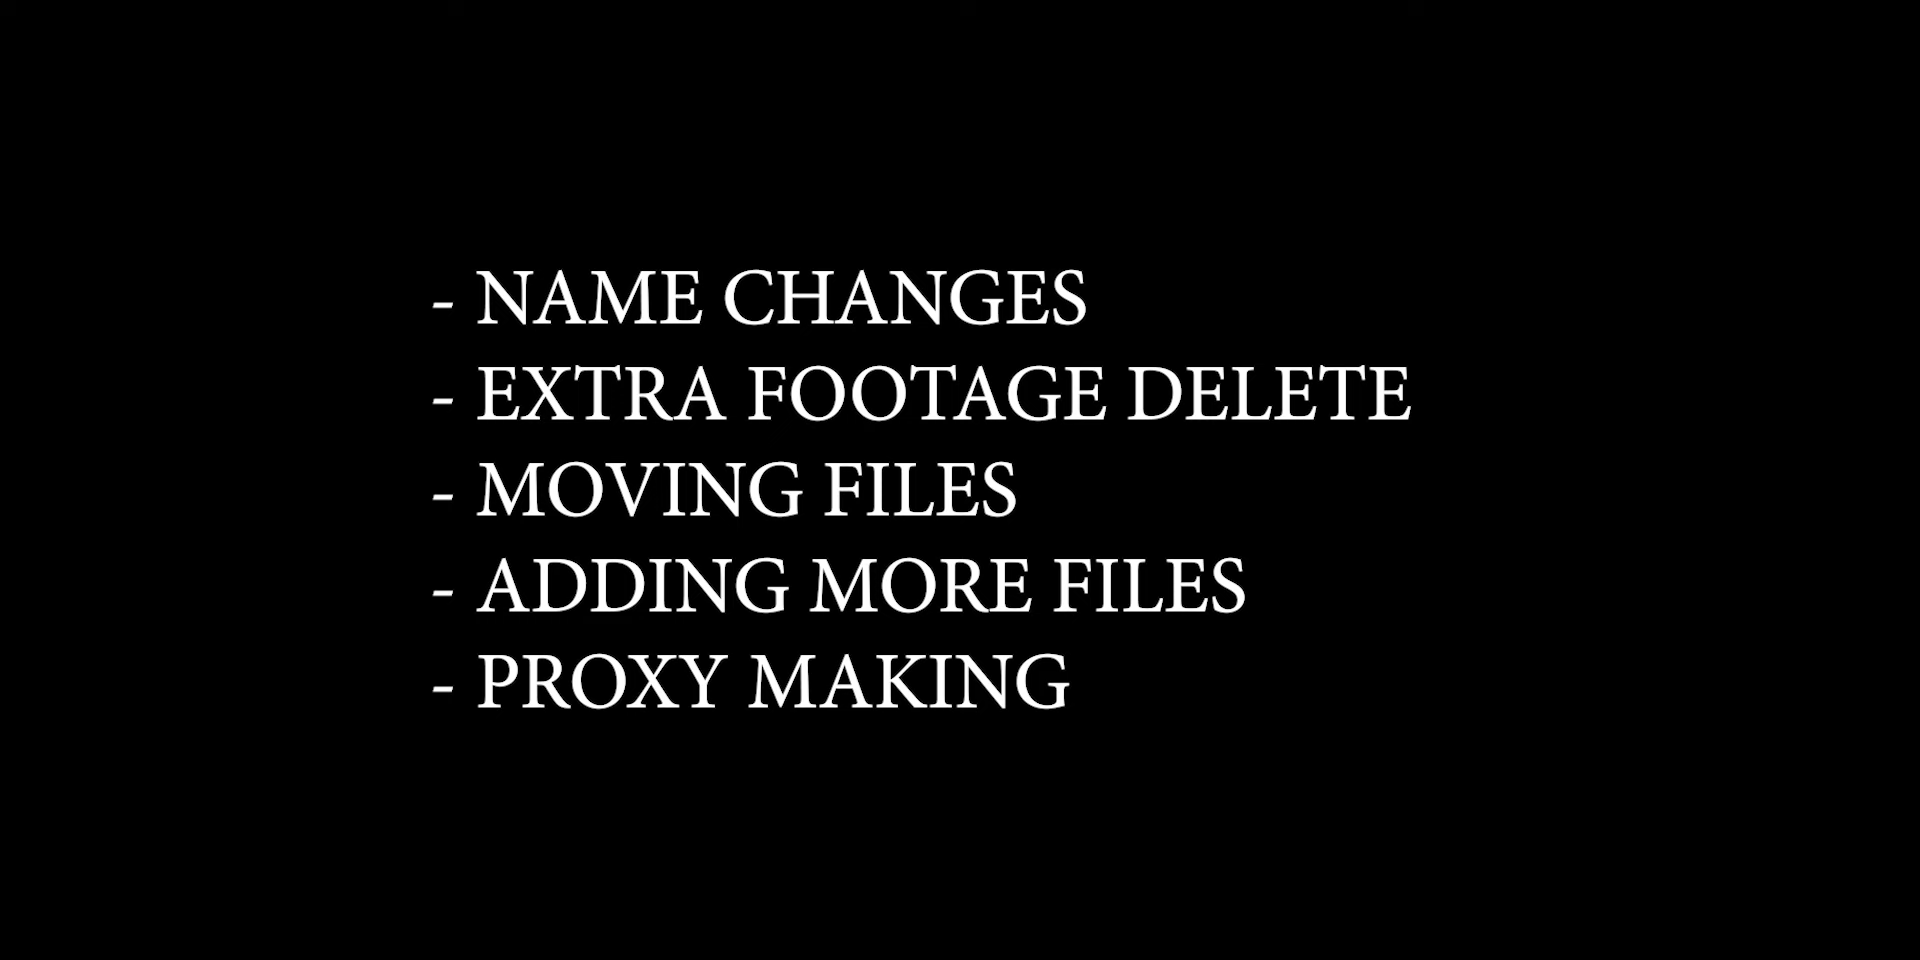 - NAME CHANGES
- EXTRA FOOTAGE DELETE
- MOVING FILES
- ADDING MORE FILES
- PROXY MAKING